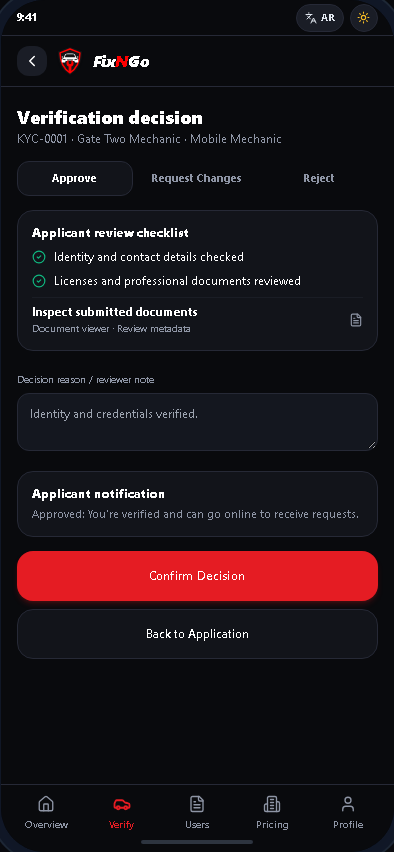 9:41
AR
FixNGo
Verification decision
KYC-0001 · Gate Two Mechanic · Mobile Mechanic
Approve
Request Changes
Reject
Applicant review checklist
Identity and contact details checked
Licenses and professional documents reviewed
Inspect submitted documents
Document viewer · Review metadata
Decision reason / reviewer note
Identity and credentials verified.
Applicant notification
Approved: You're verified and can go online to receive requests.
Confirm Decision
Back to Application
Overview
Verify
Users
Pricing
Profile